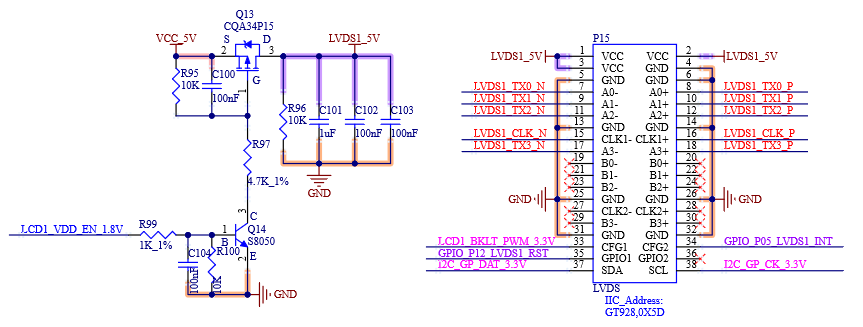 Q13
CQA34P15
VCC_5V
S
D
LVDS1_5V
2
3
G
1
R95
10K
C100
100nF
R96
10K
C101
1uF
C102
100nF
C103
100nF
GND
R97
4.7K_1%
3
C
LCD1_VDD_EN_1.8V
R99
1K_1%
1
B
Q14
S8050
E
2
C104
100nF
R100
10K
GND
P15
LVDS1_5V 1 VCC VCC 2 LVDS1_5V
3 VCC GND 4
5 GND GND 6
LVDS1_TX0_N 7 A0- A0+ 8 LVDS1_TX0_P
LVDS1_TX1_N 9 A1- A1+ 10 LVDS1_TX1_P
LVDS1_TX2_N 11 A2- A2+ 12 LVDS1_TX2_P
13 GND GND 14
LVDS1_CLK_N 15 CLK1- CLK1+ 16 LVDS1_CLK_P
LVDS1_TX3_N 17 A3- A3+ 18 LVDS1_TX3_P
19 B0- B0+ 20
21 B1- B1+ 22
23 B2- B2+ 24
GND 25 GND GND 26 GND
27 CLK2- CLK2+ 28
29 B3- B3+ 30
31 GND GND 32
LCD1_BKLT_PWM_3.3V 33 CFG1 CFG2 34 GPIO_P05_LVDS1_INT
GPIO_P12_LVDS1_RST 35 GPIO1 GPIO2 36
I2C_GP_DAT_3.3V 37 SDA SCL 38 I2C_GP_CK_3.3V
LVDS
IIC_Address:
GT928,0X5D